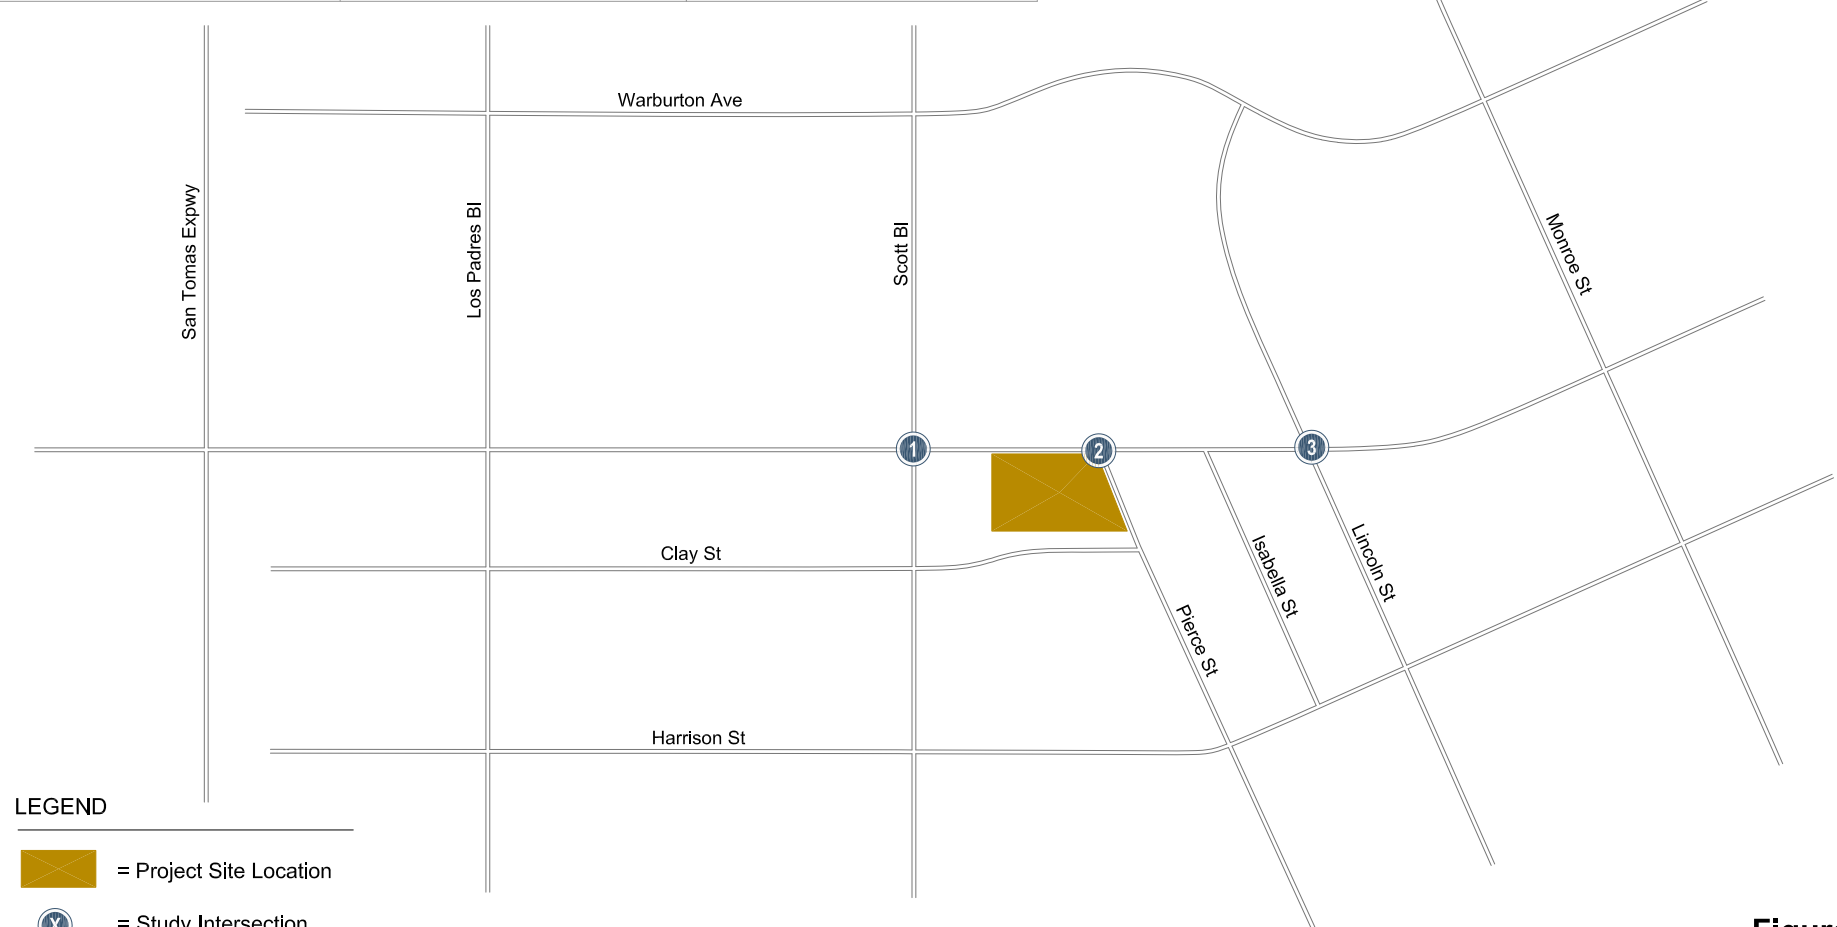 Warburton Ave
San Tomas Expwy
Los Padres Bl
Scott Bl
Monroe St
1
2
3
Clay St
Isabella St
Lincoln St
Pierce St
Harrison St
LEGEND
= Project Site Location
X = Study Intersection
Figure